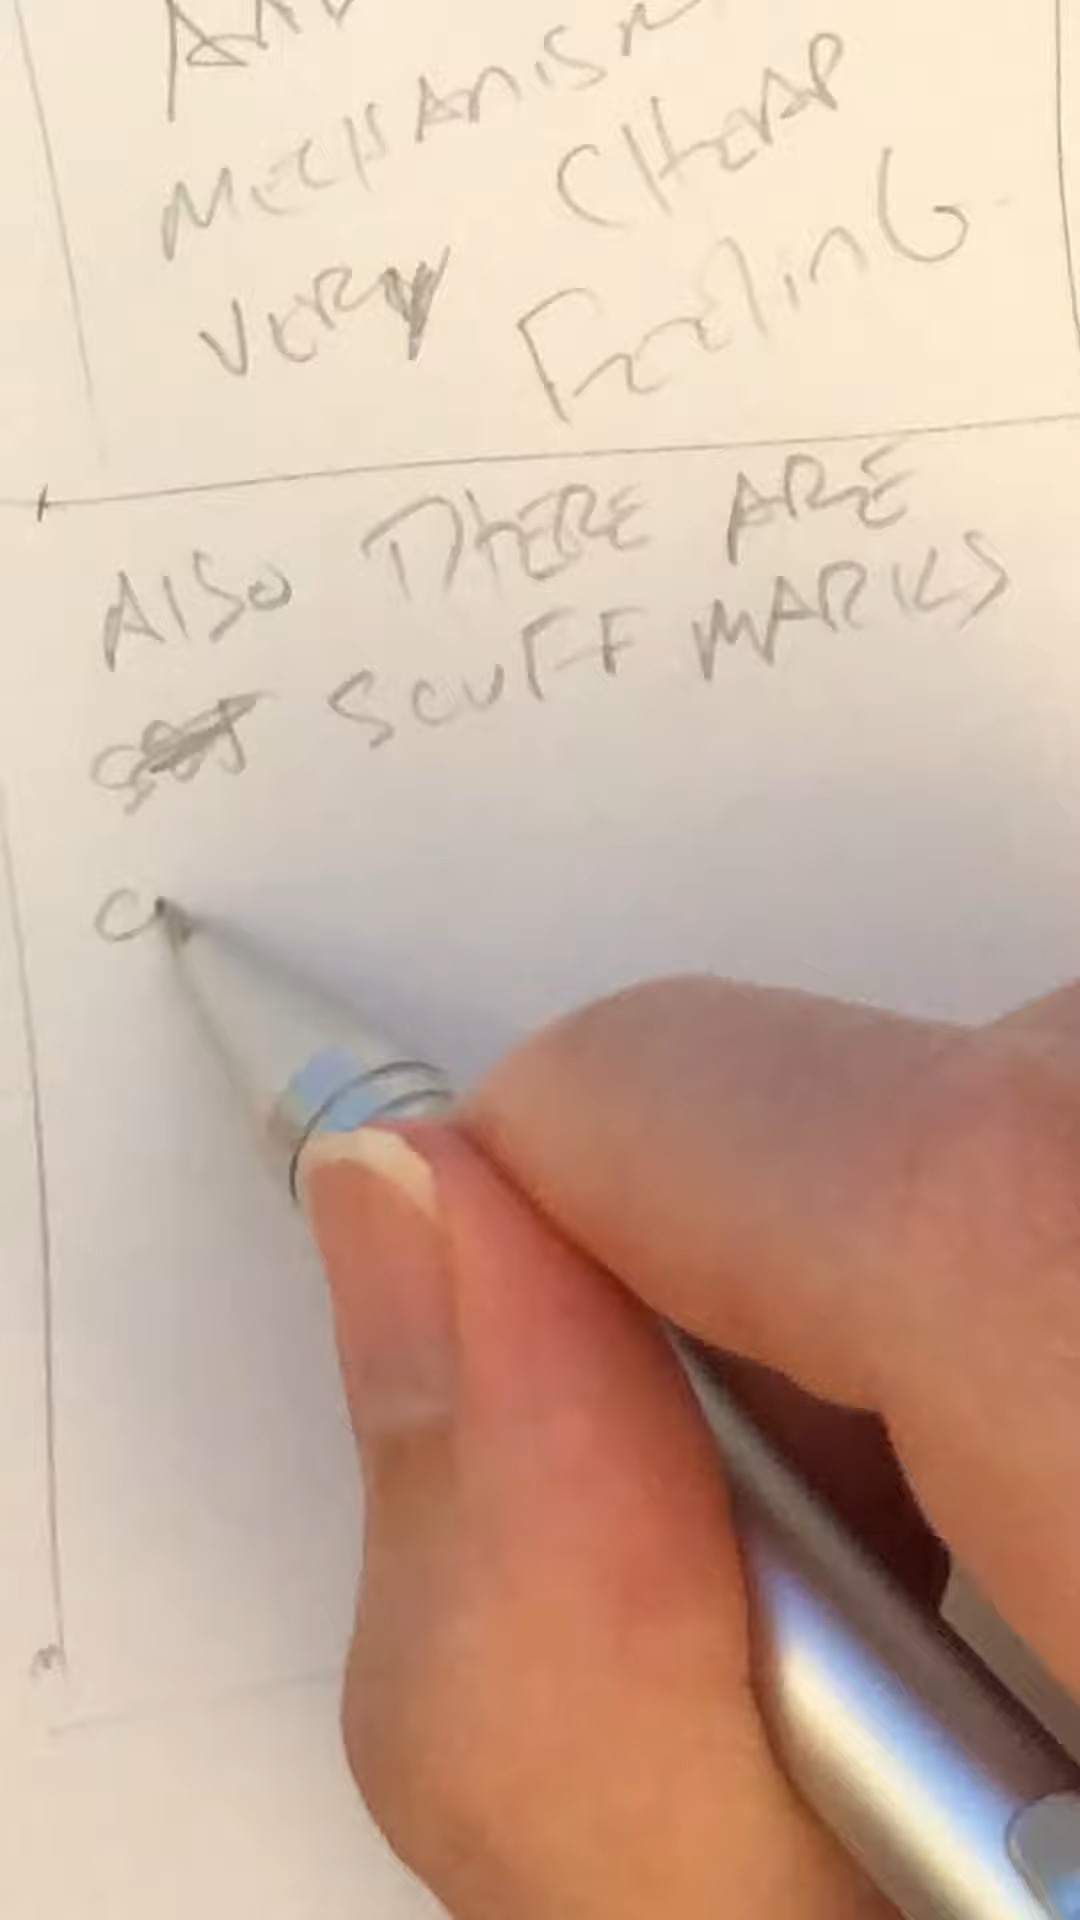 MECHANISM
VERY CHEAP
FEELING
ALSO THERE ARE
SCUFF MARKS